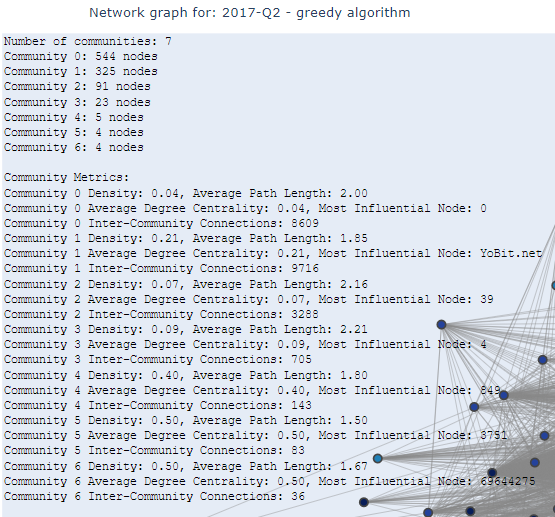 Network graph for: 2017-Q2 - greedy algorithm
Number of communities: 7
Community 0: 544 nodes
Community 1: 325 nodes
Community 2: 91 nodes
Community 3: 23 nodes
Community 4: 5 nodes
Community 5: 4 nodes
Community 6: 4 nodes
Community Metrics:
Community 0 Density: 0.04, Average Path Length: 2.00
Community 0 Average Degree Centrality: 0.04, Most Influential Node: 0
Community 0 Inter-Community Connections: 8609
Community 1 Density: 0.21, Average Path Length: 1.85
Community 1 Average Degree Centrality: 0.21, Most Influential Node: YoBit.net
Community 1 Inter-Community Connections: 9716
Community 2 Density: 0.07, Average Path Length: 2.16
Community 2 Average Degree Centrality: 0.07, Most Influential Node: 39
Community 2 Inter-Community Connections: 3288
Community 3 Density: 0.09, Average Path Length: 2.21
Community 3 Average Degree Centrality: 0.09, Most Influential Node: 4
Community 3 Inter-Community Connections: 705
Community 4 Density: 0.40, Average Path Length: 1.80
Community 4 Average Degree Centrality: 0.40, Most Influential Node: 849
Community 4 Inter-Community Connections: 143
Community 5 Density: 0.50, Average Path Length: 1.50
Community 5 Average Degree Centrality: 0.50, Most Influential Node: 3751
Community 5 Inter-Community Connections: 83
Community 6 Density: 0.50, Average Path Length: 1.67
Community 6 Average Degree Centrality: 0.50, Most Influential Node: 69644275
Community 6 Inter-Community Connections: 36